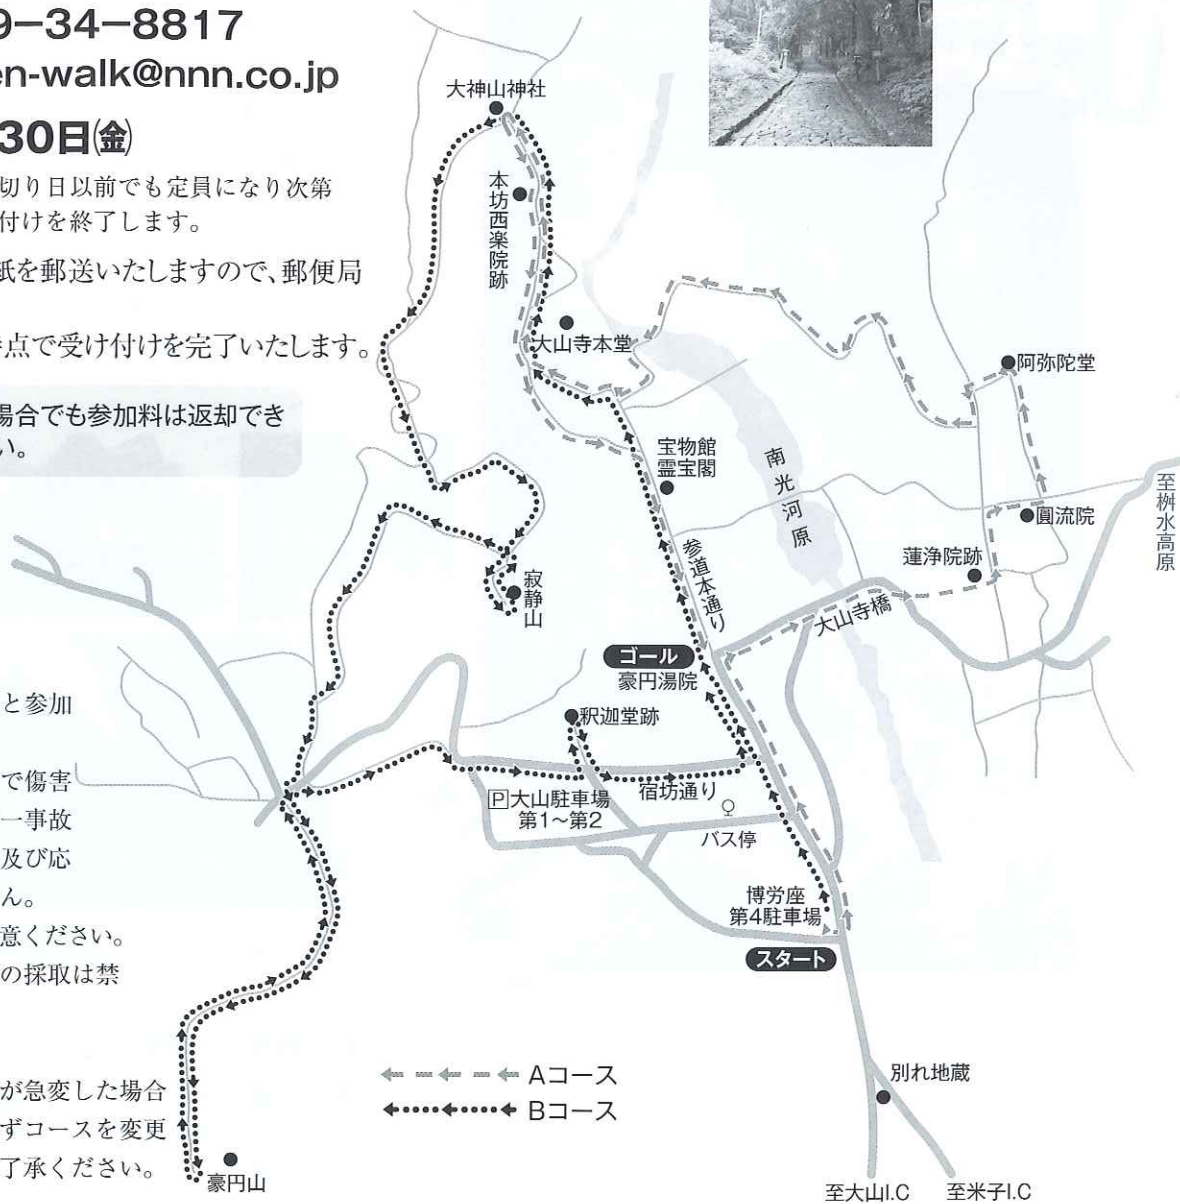 9−34−8817
en-walk@nnn.co.jp
30日㈮
切り日以前でも定員になり次第
付けを終了します。
紙を郵送いたしますので、郵便局
時点で受け付けを完了いたします。
場合でも参加料は返却でき
い。
と参加
で傷害
一事故
及び応
ん。
意ください。
の採取は禁
が急変した場合
ずコースを変更
了承ください。
大神山神社
本坊西楽院跡
大山寺本堂
阿弥陀堂
宝物館
霊宝閣
南光河原
至桝水高原
圓流院
蓮浄院跡
参道本通り
大山寺橋
寂静山
ゴール
豪円湯院
釈迦堂跡
宿坊通り
P大山駐車場
第1〜第2
バス停
博労座
第4駐車場
スタート
Aコース
Bコース
別れ地蔵
豪円山
至大山I.C
至米子I.C